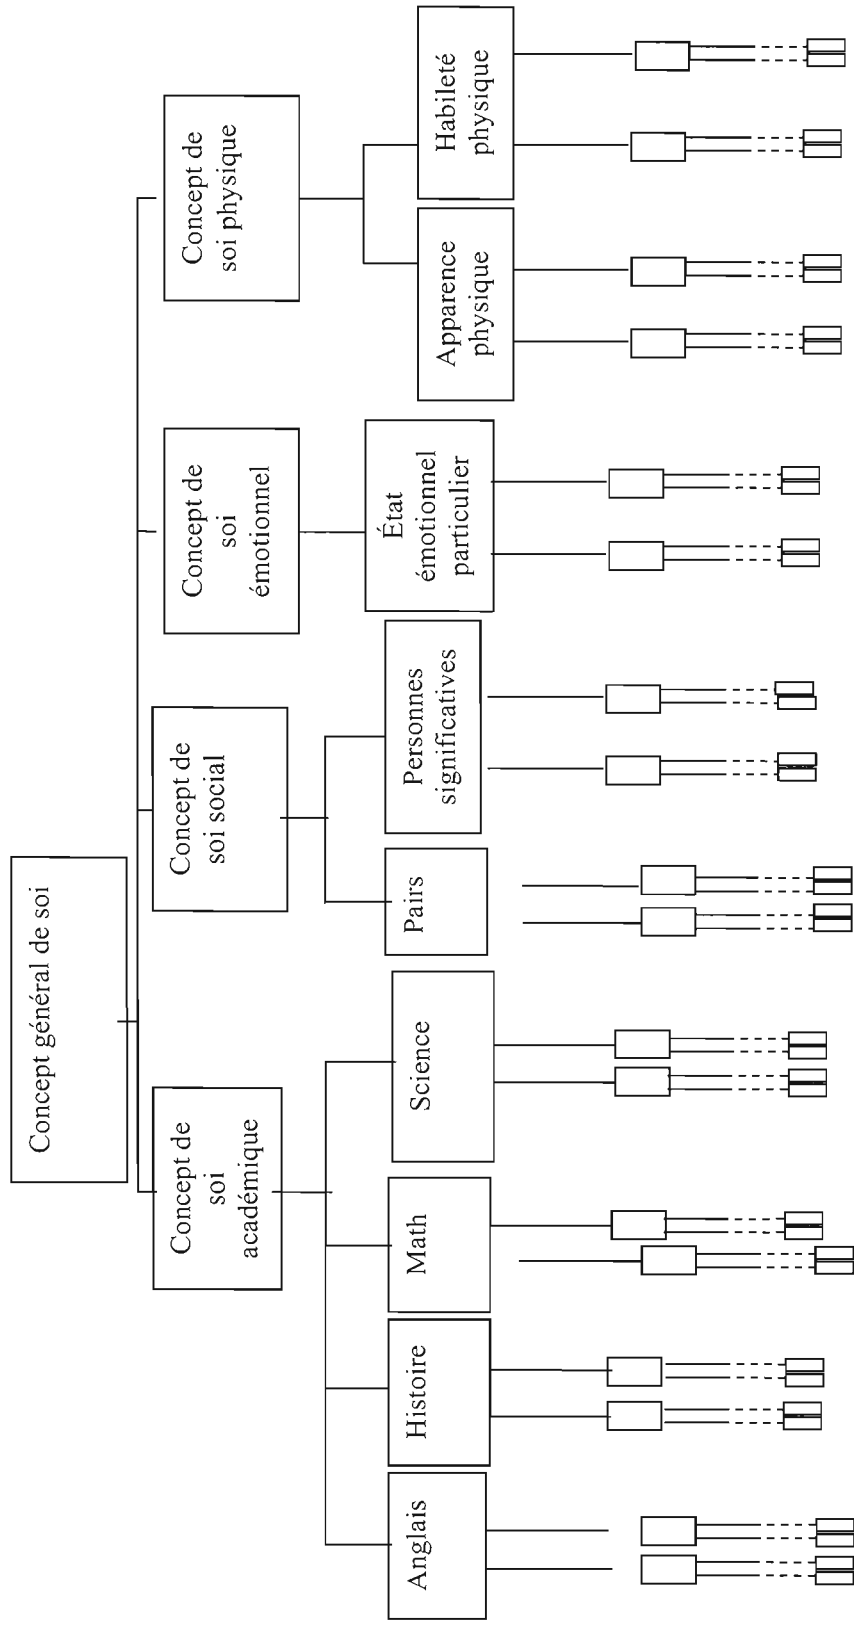 Concept général de soi
Concept de
soi
académique
Concept de
soi social
Concept de
soi
émotionnel
Concept de
soi physique
Anglais
Histoire
Math
Science
Pairs
Personnes
significatives
État
émotionnel
particulier
Apparence
physique
Habileté
physique